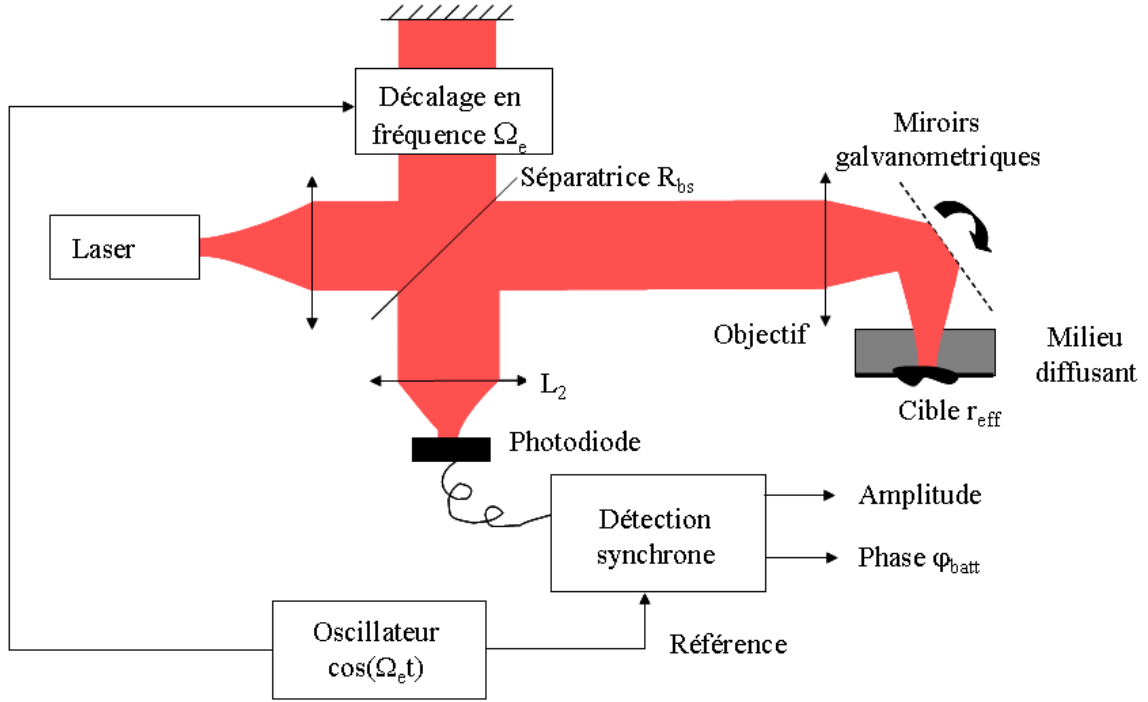 Décalage en
fréquence Ωe
Miroirs
galvanometriques
Séparatrice Rbs
Laser
Objectif
Milieu
diffusant
L2
Cible reff
Photodiode
Amplitude
Détection
synchrone
Phase φbatt
Oscillateur
cos(Ωet)
Référence